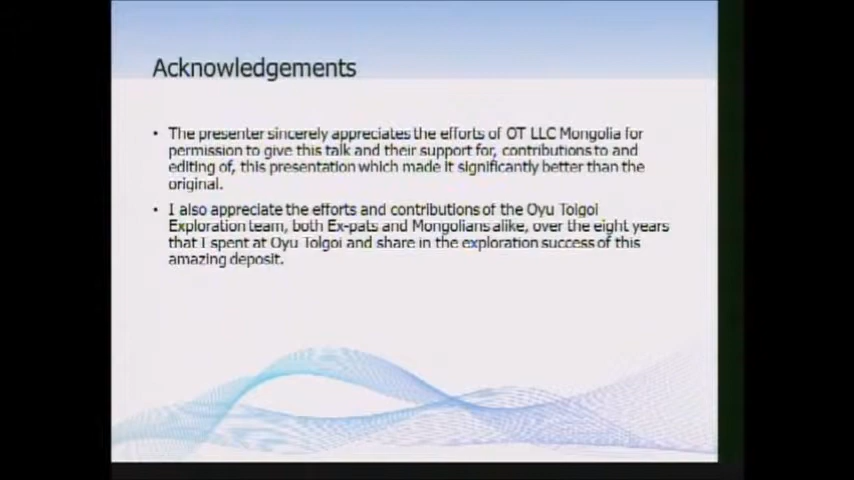 Acknowledgements
• The presenter sincerely appreciates the efforts of OT LLC Mongolia for
permission to give this talk and their support for, contributions to and
editing of, this presentation which made it significantly better than the
original.
• I also appreciate the efforts and contributions of the Oyu Tolgoi
Exploration team, both Ex-pats and Mongolians alike, over the eight years
that I spent at Oyu Tolgoi and share in the exploration success of this
amazing deposit.